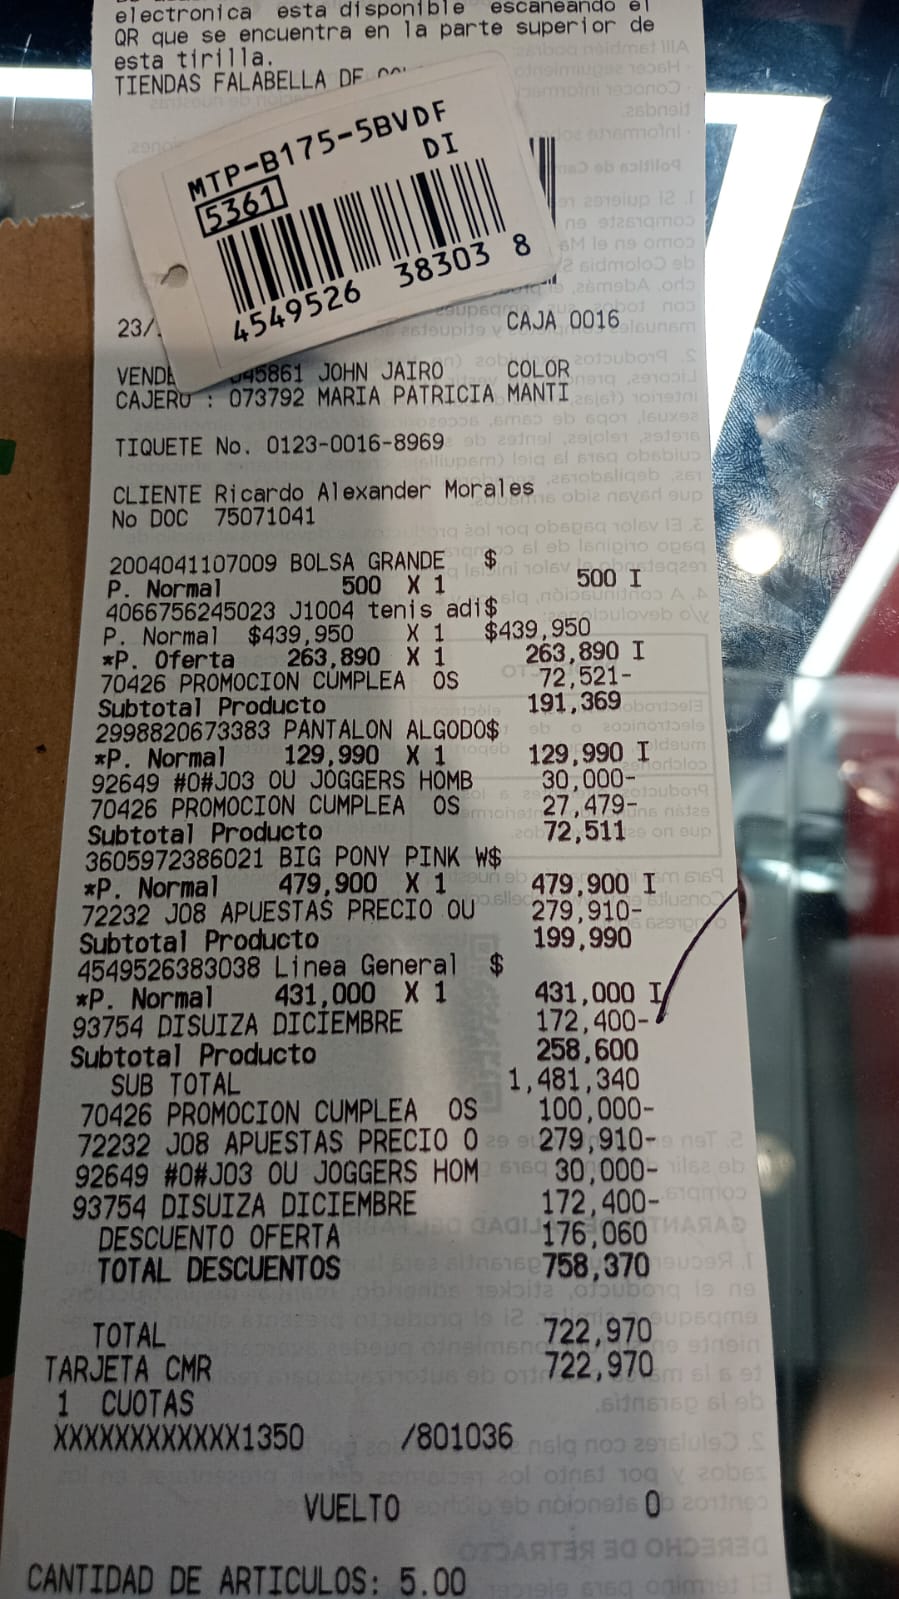 electronica esta disponible escaneando el
QR que se encuentra en la parte superior de
esta tirilla.
TIENDAS FALABELLA DE
MTP-B175-5BVDF
DI
5361
4549526 38303 8
23/ CAJA 0016
045861 JOHN JAIRO COLOR
CAJERO : 073792 MARIA PATRICIA MANTI
TIQUETE No. 0123-0016-8969
CLIENTE Ricardo Alexander Morales
No DOC 75071041
2004041107009 BOLSA GRANDE $
P. Normal 500 X 1 500 I
4066756245023 J1004 tenis adi$
P. Normal $439,950 X 1 $439,950
*P. Oferta 263,890 X 1 263,890 I
70426 PROMOCION CUMPLEA OS 72,521-
Subtotal Producto 191,369
2998820673383 PANTALON ALGODO$
*P. Normal 129,990 X 1 129,990 I
92649 #0#J03 OU JOGGERS HOMB 30,000-
70426 PROMOCION CUMPLEA OS 27,479-
Subtotal Producto 72,511
3605972386021 BIG PONY PINK W$
*P. Normal 479,900 X 1 479,900 I
72232 J08 APUESTAS PRECIO OU 279,910-
Subtotal Producto 199,990
4549526383038 Linea General $
*P. Normal 431,000 X 1 431,000 I
93754 DISUIZA DICIEMBRE 172,400-
Subtotal Producto 258,600
SUB TOTAL 1,481,340
70426 PROMOCION CUMPLEA OS 100,000-
72232 J08 APUESTAS PRECIO O 279,910-
92649 #0#J03 OU JOGGERS HOM 30,000-
93754 DISUIZA DICIEMBRE 172,400-
DESCUENTO OFERTA 176,060
TOTAL DESCUENTOS 758,370
TOTAL 722,970
TARJETA CMR 722,970
1 CUOTAS
XXXXXXXXXXXX1350 /801036
VUELTO 0
CANTIDAD DE ARTICULOS: 5.00